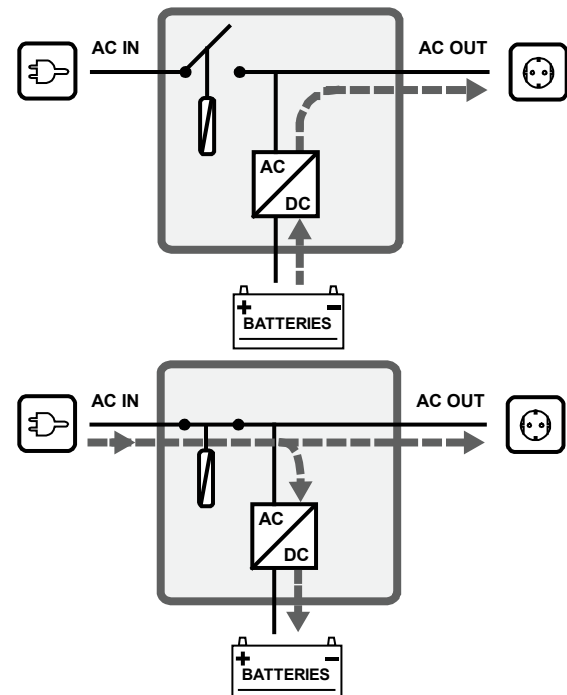 AC IN
AC OUT
AC
DC
+ −
BATTERIES
AC IN
AC OUT
AC
DC
+ −
BATTERIES